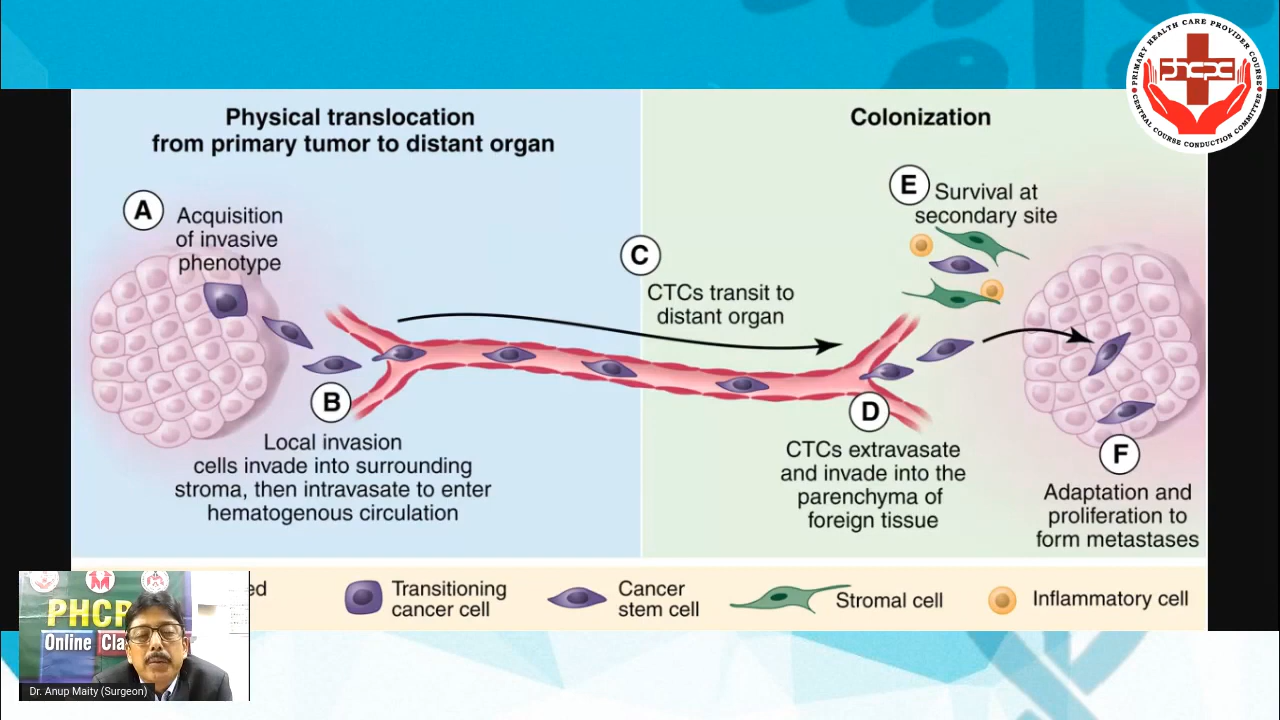 PRIMARY HEALTH CARE PROVIDER COURSE
phcpc
CENTRAL COURSE CONDUCTION COMMITTEE
Physical translocation
from primary tumor to distant organ
Colonization
A
Acquisition
of invasive
phenotype
B
Local invasion
cells invade into surrounding
stroma, then intravasate to enter
hematogenous circulation
C
CTCs transit to
distant organ
D
CTCs extravasate
and invade into the
parenchyma of
foreign tissue
E
Survival at
secondary site
F
Adaptation and
proliferation to
form metastases
ed
Transitioning
cancer cell
Cancer
stem cell
Stromal cell
Inflammatory cell
PHCP
Online Cla
Dr. Anup Maity (Surgeon)